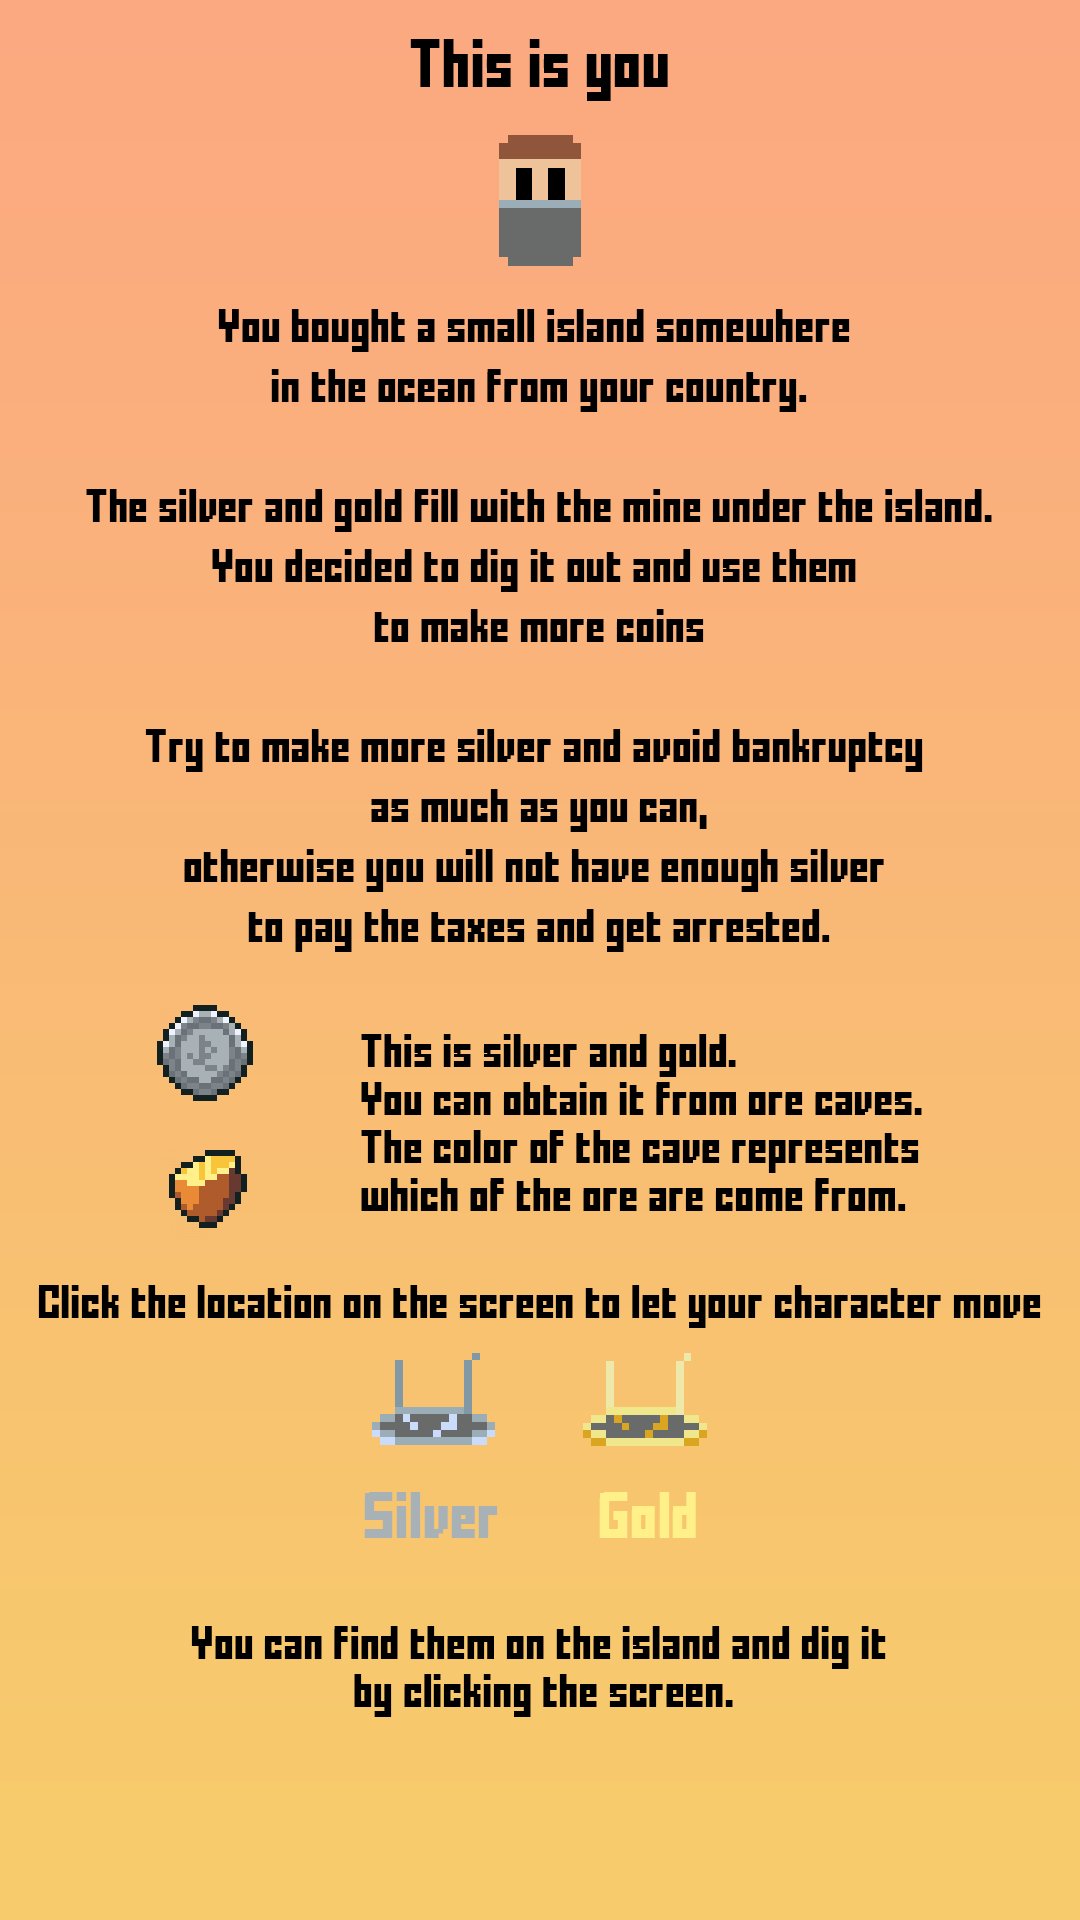 This is you
You bought a small island somewhere
in the ocean from your country.
The silver and gold fill with the mine under the island.
You decided to dig it out and use them
to make more coins
Try to make more silver and avoid bankruptcy
as much as you can,
otherwise you will not have enough silver
to pay the taxes and get arrested.
This is silver and gold.
You can obtain it from ore caves.
The color of the cave represents
which of the ore are come from.
Click the location on the screen to let your character move
Silver Gold
You can find them on the island and dig it
by clicking the screen.